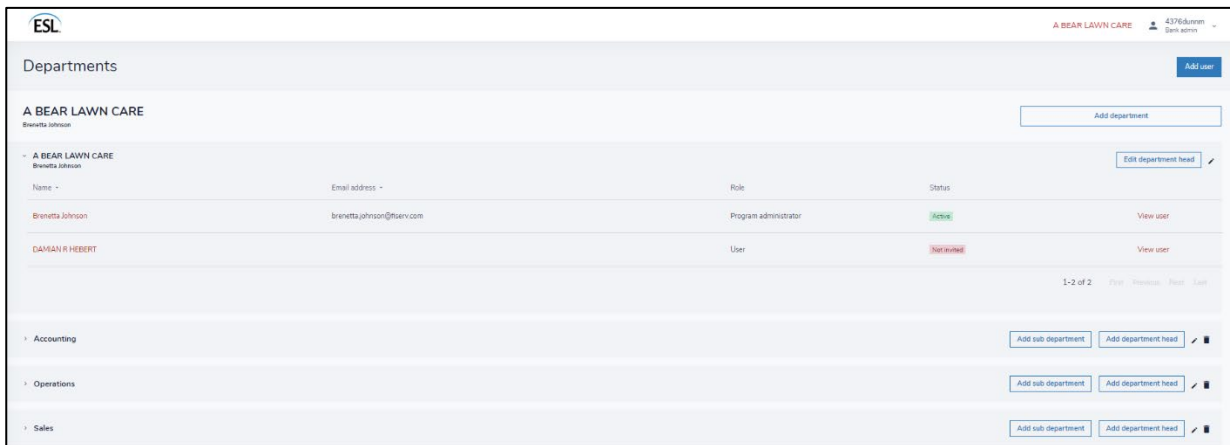 ESL
A BEAR LAWN CARE
4376dunnm
Bank admin
Departments
Add user
A BEAR LAWN CARE
Brenetta Johnson
Add department
A BEAR LAWN CARE
Brenetta Johnson
Edit department head
Name Email address Role Status
Brenetta Johnson brenetta.johnson@fiserv.com Program administrator Active View user
DAMIAN R HEBERT User Not invited View user
1-2 of 2 First Previous Next Last
Accounting Add sub department Add department head
Operations Add sub department Add department head
Sales Add sub department Add department head